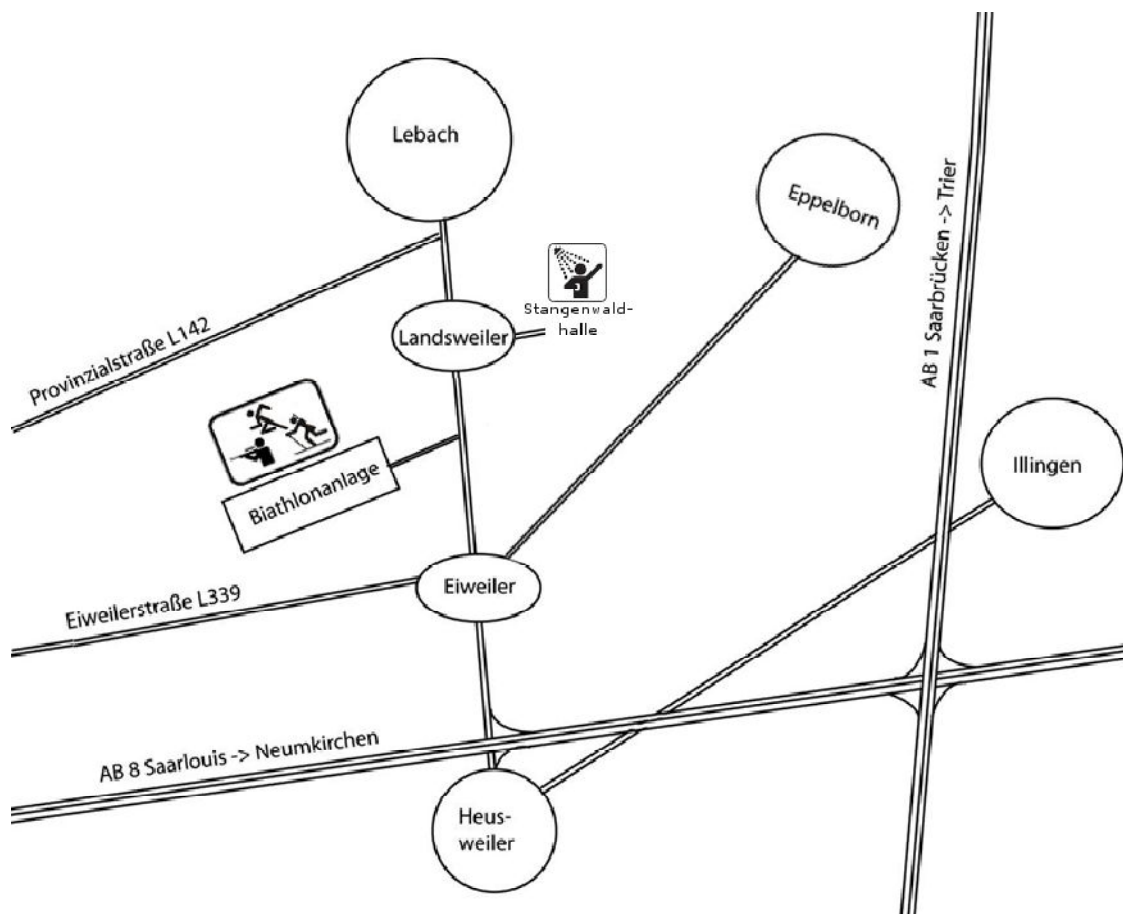 Lebach
Eppelborn
AB 1 Saarbrücken -> Trier
Stangenwald-
halle
Landsweiler
Provinzialstraße L142
Biathlonanlage
Illingen
Eiweiler
Eiweilerstraße L339
AB 8 Saarlouis -> Neumkirchen
Heus-
weiler